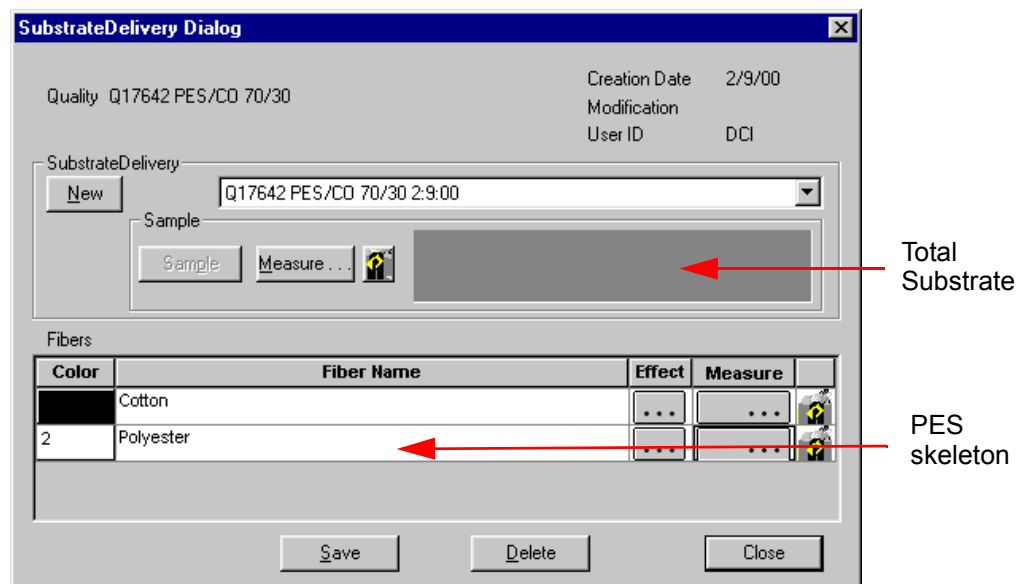 SubstrateDelivery Dialog
Quality Q17642 PES/CO 70/30
Creation Date 2/9/00
Modification
User ID DCI
SubstrateDelivery
New
Q17642 PES/CO 70/30 2:9:00
Sample
Sample
Measure . . .
Total
Substrate
Fibers
Color Fiber Name Effect Measure
Cotton ... ...
2 Polyester ... ...
PES
skeleton
Save Delete Close